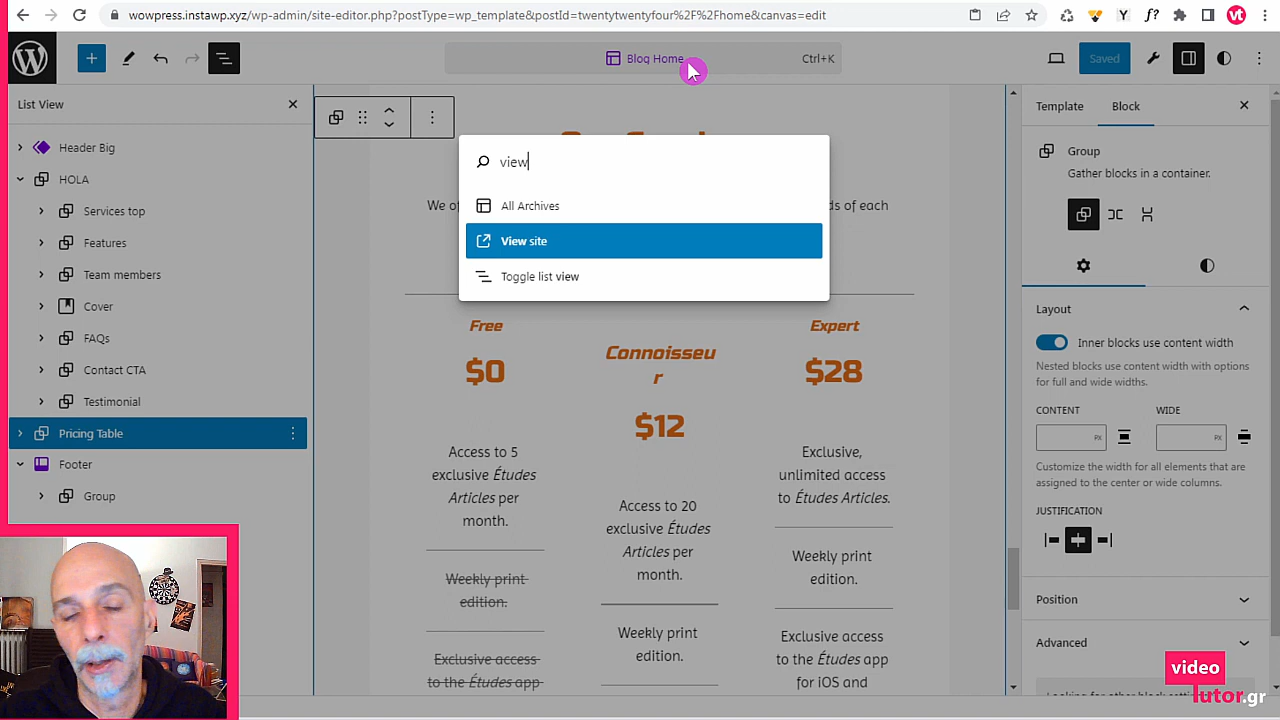 wowpress.instawp.xyz/wp-admin/site-editor.php?postType=wp_template&postId=twentytwentyfour%2F%2Fhome&canvas=edit
Blog Home
Ctrl+K
Saved
List View
Header Big
HOLA
Services top
Features
Team members
Cover
FAQs
Contact CTA
Testimonial
Pricing Table
Footer
Group
view
All Archives
View site
Toggle list view
We of
ds of each
Free
$0
Access to 5
exclusive Études
Articles per
month.
Weekly print
edition.
Exclusive access
to the Études app
Connoisseu
r
$12
Access to 20
exclusive Études
Articles per
month.
Weekly print
edition.
Expert
$28
Exclusive,
unlimited access
to Études Articles.
Weekly print
edition.
Exclusive access
to the Études app
for iOS and
Template
Block
Group
Gather blocks in a container.
Layout
Inner blocks use content width
Nested blocks use content width with options
for full and wide widths.
CONTENT
WIDE
PX
PX
Customize the width for all elements that are
assigned to the center or wide columns.
JUSTIFICATION
Position
Advanced
Looking for other block setti
video
tutor.gr
vt